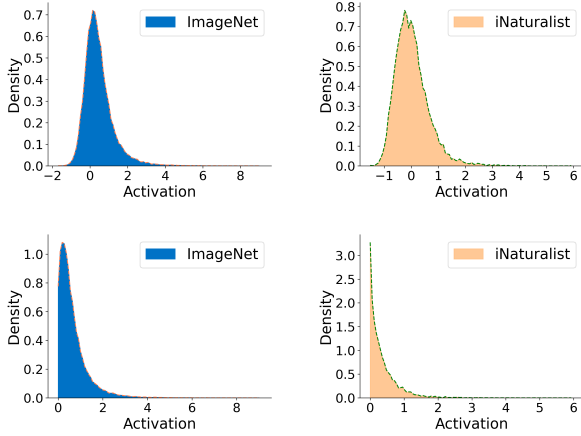 ImageNet
Density
0.7
0.6
0.5
0.4
0.3
0.2
0.1
0.0
−2 0 2 4 6 8
Activation
iNaturalist
Density
0.8
0.7
0.6
0.5
0.4
0.3
0.2
0.1
0.0
−1 0 1 2 3 4 5 6
Activation
ImageNet
Density
1.0
0.8
0.6
0.4
0.2
0.0
0 2 4 6 8
Activation
iNaturalist
Density
3.0
2.5
2.0
1.5
1.0
0.5
0.0
0 1 2 3 4 5 6
Activation